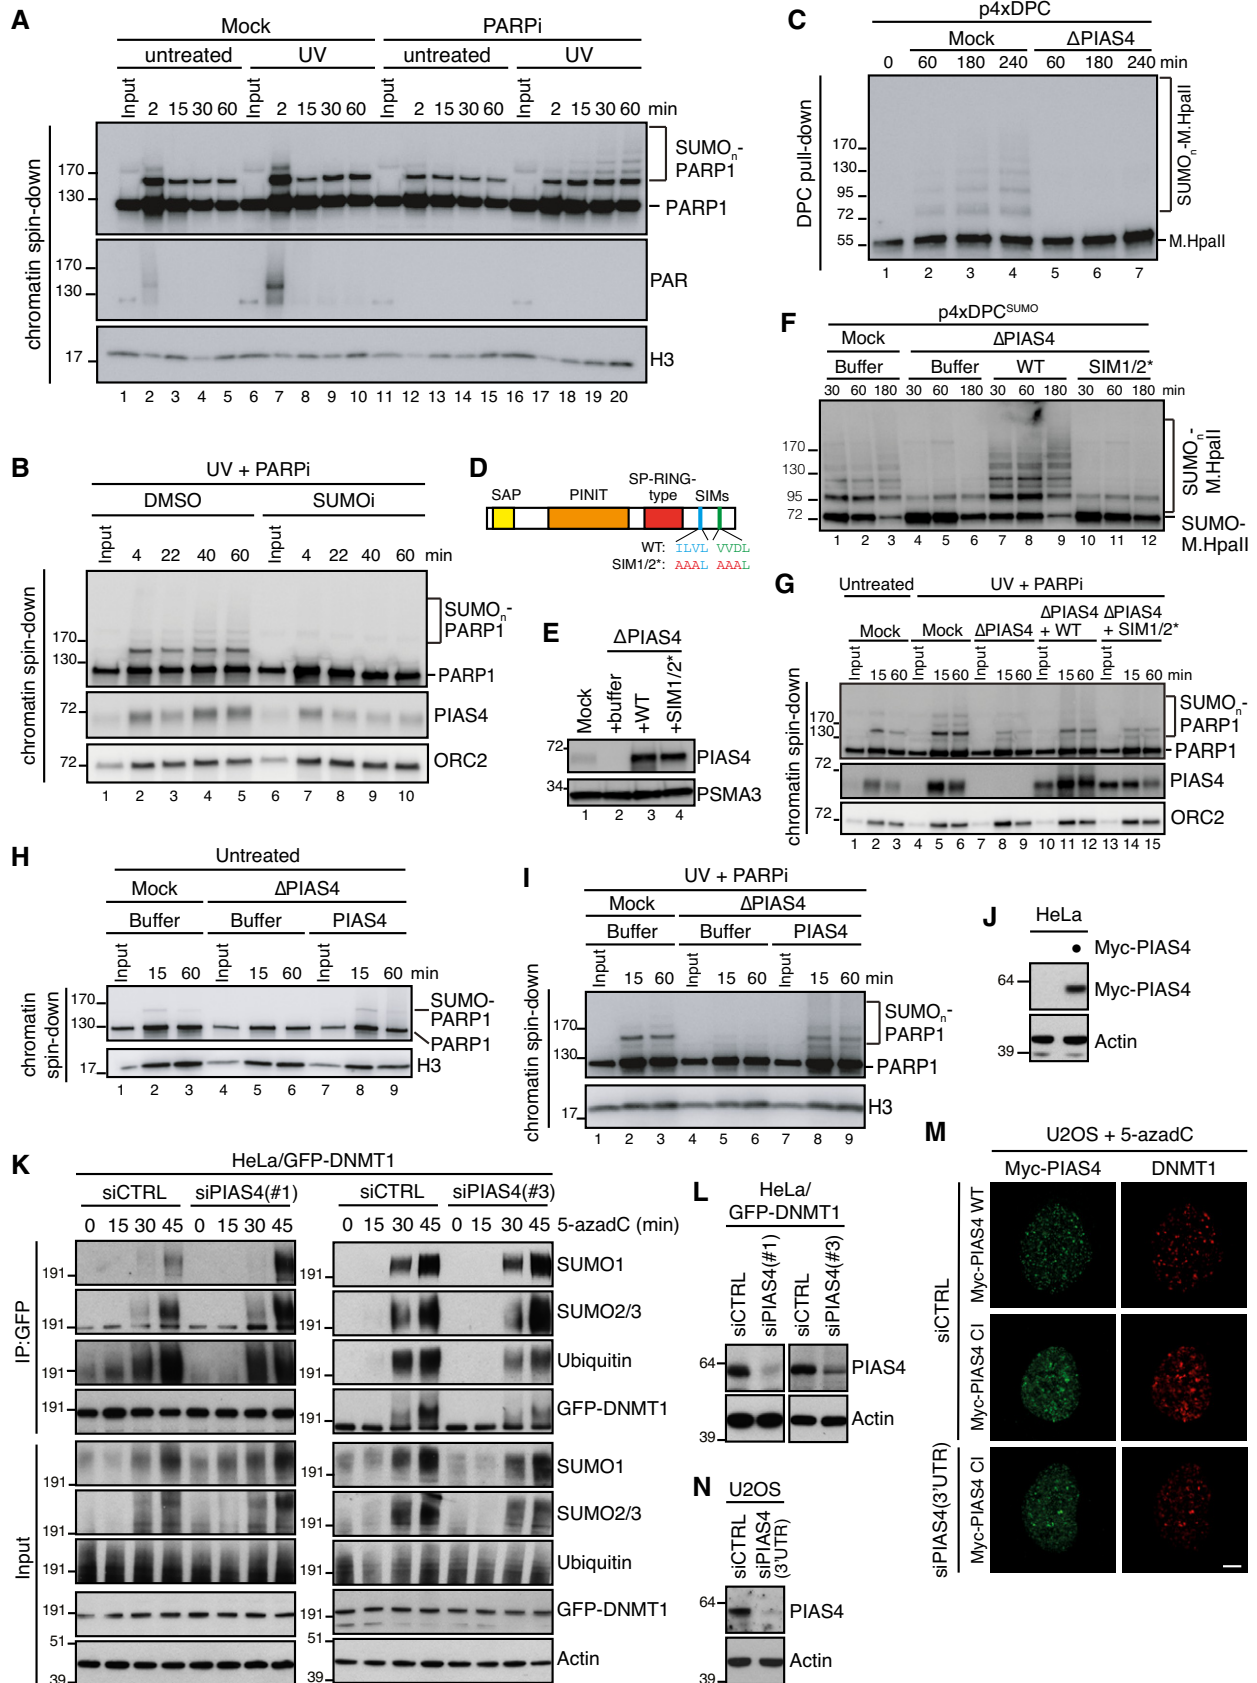 A
Mock PARPi
untreated UV untreated UV
Input 2 15 30 60 Input 2 15 30 60 Input 2 15 30 60 Input 2 15 30 60 min
170
130
SUMOn-
PARP1
PARP1
170
130
PAR
17
H3
chromatin spin-down
1 2 3 4 5 6 7 8 9 10 11 12 13 14 15 16 17 18 19 20
B
UV + PARPi
DMSO SUMOi
Input 4 22 40 60 Input 4 22 40 60 min
170
130
SUMOn-
PARP1
PARP1
72
PIAS4
72
ORC2
chromatin spin-down
1 2 3 4 5 6 7 8 9 10
C
p4xDPC
Mock ΔPIAS4
0 60 180 240 60 180 240 min
170
130
95
72
55
SUMOn-M.HpaII
M.HpaII
DPC pull-down
1 2 3 4 5 6 7
D
SAP PINIT SP-RING-
type SIMs
WT: ILVL VVDL
SIM1/2*: AAAL AAAL
E
ΔPIAS4
Mock +buffer +WT +SIM1/2*
72
PIAS4
34
PSMA3
1 2 3 4
F
p4xDPCSUMO
Mock ΔPIAS4
Buffer Buffer WT SIM1/2*
30 60 180 30 60 180 30 60 180 30 60 180 min
170
130
95
72
SUMOn-
M.HpaII
SUMO-
M.HpaII
1 2 3 4 5 6 7 8 9 10 11 12
G
Untreated UV + PARPi
Mock Mock ΔPIAS4 ΔPIAS4
+ WT ΔPIAS4
+ SIM1/2*
Input 15 60 Input 15 60 Input 15 60 Input 15 60 Input 15 60 min
170
130
SUMOn-
PARP1
PARP1
72
PIAS4
72
ORC2
chromatin spin-down
1 2 3 4 5 6 7 8 9 10 11 12 13 14 15
H
Untreated
Mock ΔPIAS4
Buffer Buffer PIAS4
Input 15 60 Input 15 60 Input 15 60 min
170
130
SUMO-
PARP1
PARP1
17
H3
chromatin
spin-down
1 2 3 4 5 6 7 8 9
I
UV + PARPi
Mock ΔPIAS4
Buffer Buffer PIAS4
Input 15 60 Input 15 60 Input 15 60 min
170
130
SUMOn-
PARP1
PARP1
17
H3
chromatin spin-down
1 2 3 4 5 6 7 8 9
J
HeLa
Myc-PIAS4
64
Myc-PIAS4
39
Actin
K
HeLa/GFP-DNMT1
siCTRL siPIAS4(#1) siCTRL siPIAS4(#3)
0 15 30 45 0 15 30 45 0 15 30 45 0 15 30 45 5-azadC (min)
IP:GFP
191 191 SUMO1
191 191 SUMO2/3
191 191 Ubiquitin
191 191 GFP-DNMT1
Input
191 191 SUMO1
191 191 SUMO2/3
191 191 Ubiquitin
191 191 GFP-DNMT1
51 51
39 39 Actin
L
HeLa/
GFP-DNMT1
siCTRL siPIAS4(#1) siCTRL siPIAS4(#3)
64
PIAS4
39
Actin
M
U2OS + 5-azadC
Myc-PIAS4 DNMT1
siCTRL
Myc-PIAS4 WT
Myc-PIAS4 CI
siPIAS4(3'UTR)
Myc-PIAS4 CI
N
U2OS
siCTRL siPIAS4
(3'UTR)
64
PIAS4
39
Actin